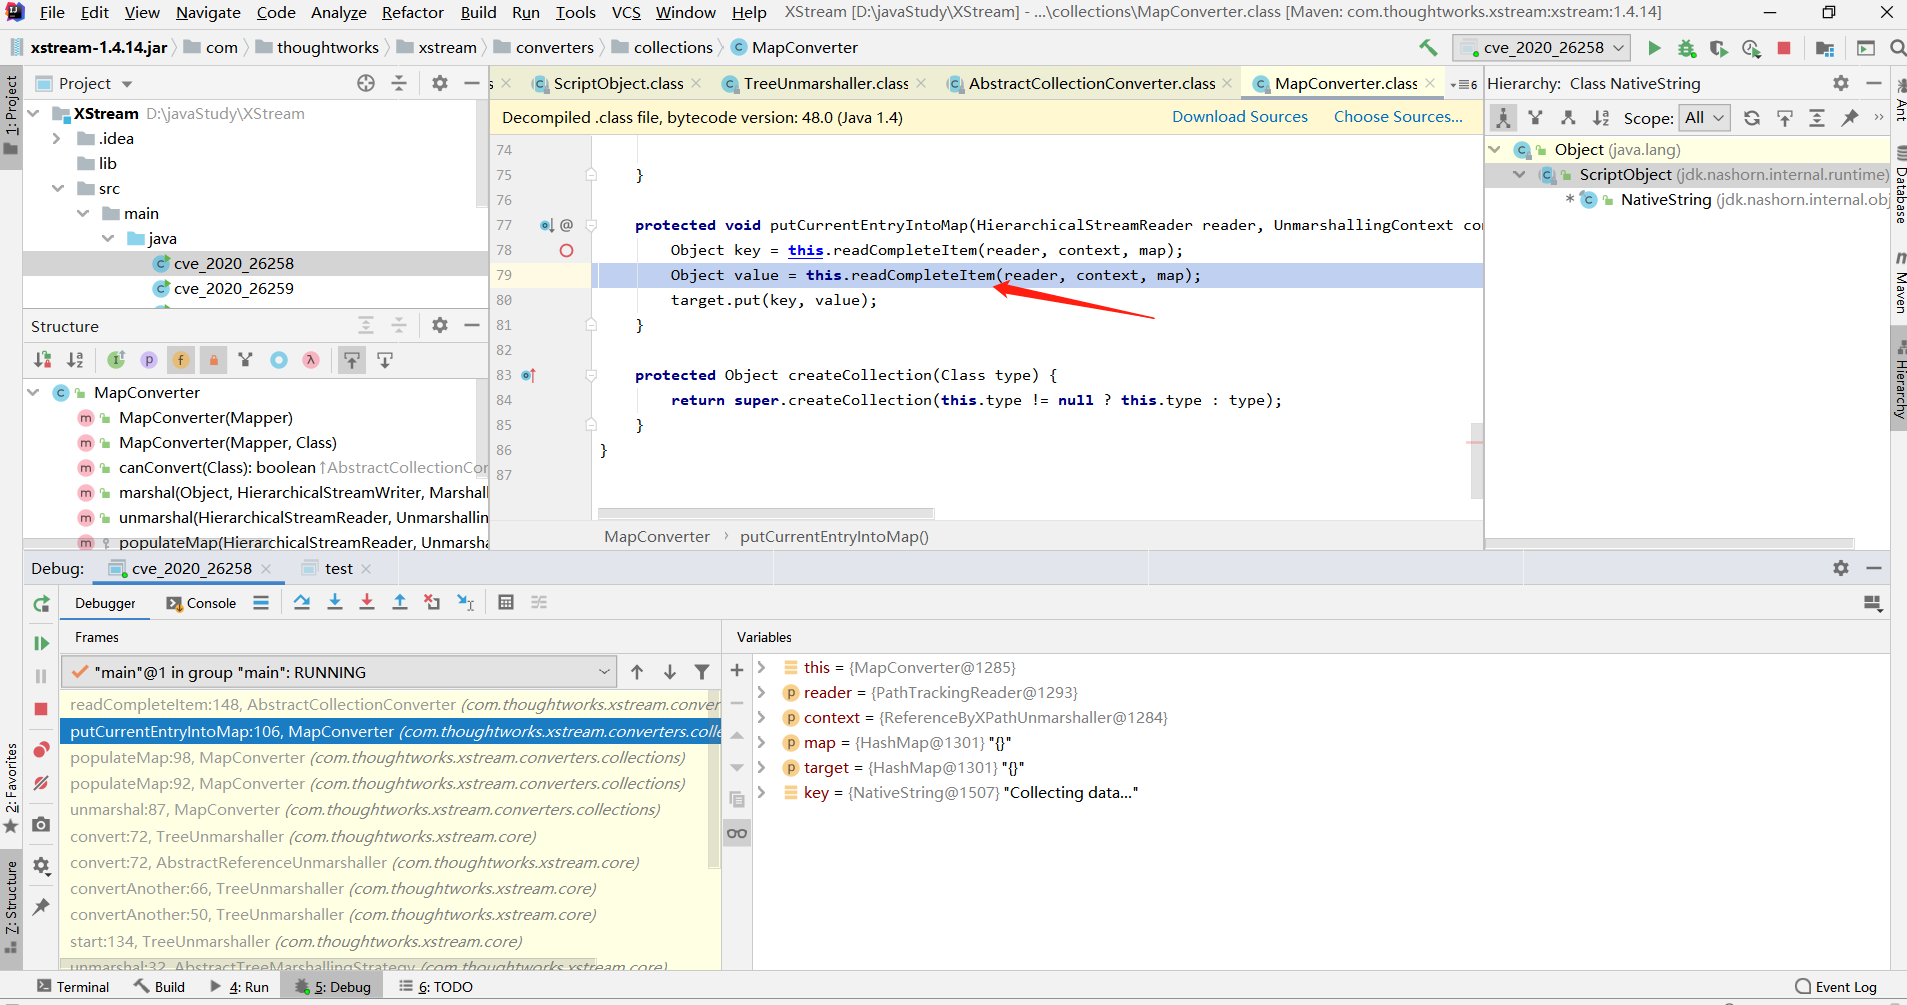 File Edit View Navigate Code Analyze Refactor Build Run Tools VCS Window Help XStream [D:\javaStudy\XStream] - ...\collections\MapConverter.class [Maven: com.thoughtworks.xstream:xstream:1.4.14]
xstream-1.4.14.jar com thoughtworks xstream converters collections MapConverter
cve_2020_26258
1: Project
Project
s ScriptObject.class TreeUnmarshaller.class AbstractCollectionConverter.class MapConverter.class 6
Hierarchy: Class NativeString
XStream D:\javaStudy\XStream
.idea
lib
src
main
java
cve_2020_26258
cve_2020_26259
Decompiled .class file, bytecode version: 48.0 (Java 1.4) Download Sources Choose Sources...
74
75 }
76
77 @ protected void putCurrentEntryIntoMap(HierarchicalStreamReader reader, UnmarshallingContext co
78 Object key = this.readCompleteItem(reader, context, map);
79 Object value = this.readCompleteItem(reader, context, map);
80 target.put(key, value);
81 }
82
83 protected Object createCollection(Class type) {
84 return super.createCollection(this.type != null ? this.type : type);
85 }
86 }
87
MapConverter putCurrentEntryIntoMap()
Scope: All
Object (java.lang)
ScriptObject (jdk.nashorn.internal.runtime)
* NativeString (jdk.nashorn.internal.obj
Ant
Database
Maven
Hierarchy
Structure
MapConverter
MapConverter(Mapper)
MapConverter(Mapper, Class)
canConvert(Class): boolean ↑AbstractCollectionCor
marshal(Object, HierarchicalStreamWriter, Marshall
unmarshal(HierarchicalStreamReader, Unmarshallin
populateMap(HierarchicalStreamReader, Unmarsha
Debug: cve_2020_26258 test
Debugger Console
Frames
"main"@1 in group "main": RUNNING
readCompleteItem:148, AbstractCollectionConverter (com.thoughtworks.xstream.conver
putCurrentEntryIntoMap:106, MapConverter (com.thoughtworks.xstream.converters.colle
populateMap:98, MapConverter (com.thoughtworks.xstream.converters.collections)
populateMap:92, MapConverter (com.thoughtworks.xstream.converters.collections)
unmarshal:87, MapConverter (com.thoughtworks.xstream.converters.collections)
convert:72, TreeUnmarshaller (com.thoughtworks.xstream.core)
convert:72, AbstractReferenceUnmarshaller (com.thoughtworks.xstream.core)
convertAnother:66, TreeUnmarshaller (com.thoughtworks.xstream.core)
convertAnother:50, TreeUnmarshaller (com.thoughtworks.xstream.core)
start:134, TreeUnmarshaller (com.thoughtworks.xstream.core)
unmarshal:32, AbstractTreeMarshallingStrategy (com.thoughtworks.xstream.core)
Variables
this = {MapConverter@1285}
reader = {PathTrackingReader@1293}
context = {ReferenceByXPathUnmarshaller@1284}
map = {HashMap@1301} "{}"
target = {HashMap@1301} "{}"
key = {NativeString@1507} "Collecting data..."
2: Favorites
Z: Structure
Terminal Build 4: Run 5: Debug 6: TODO Event Log